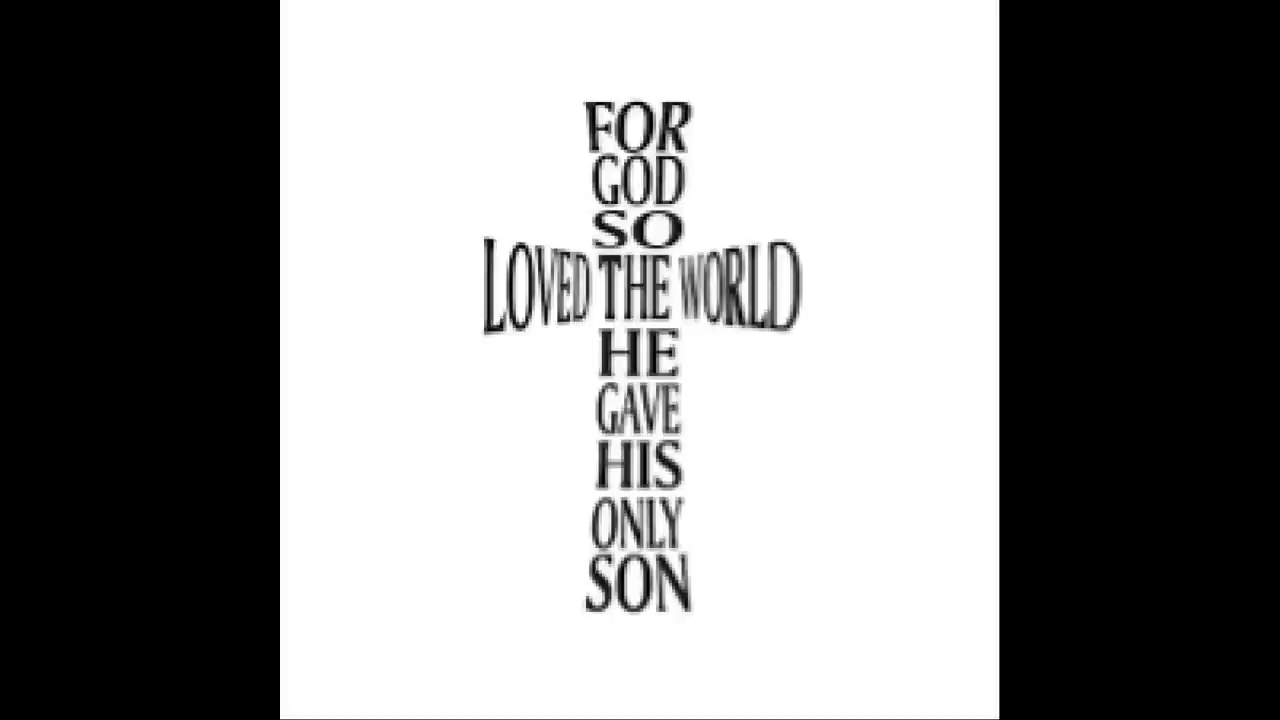 FOR
GOD
SO
LOVED THE WORLD
HE
GAVE
HIS
ONLY
SON